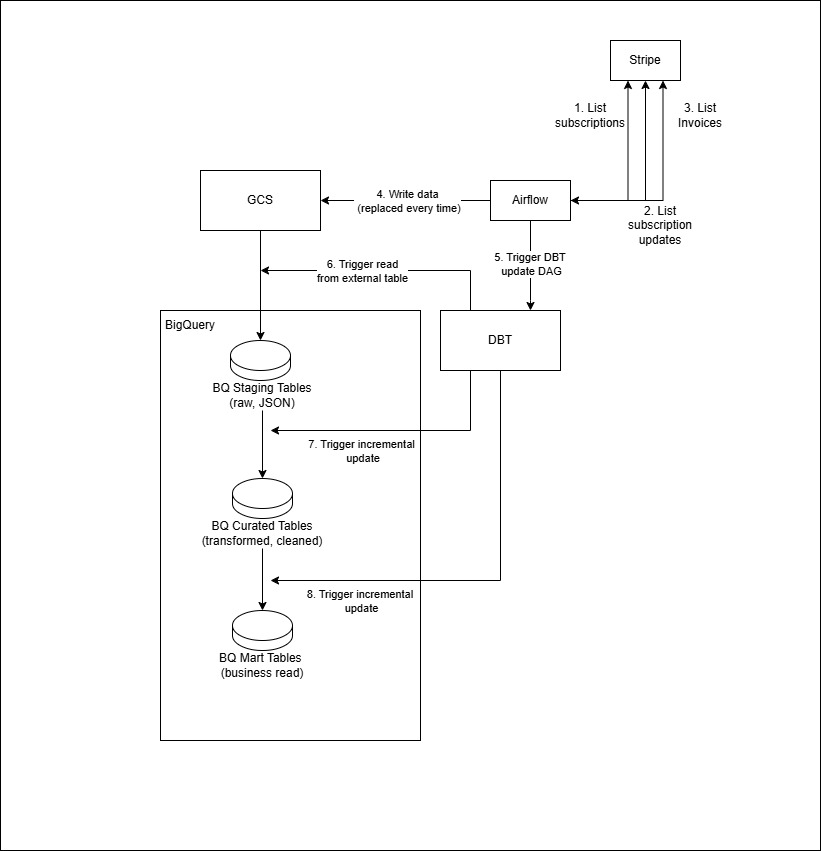 Stripe
1. List
subscriptions
3. List
Invoices
GCS
4. Write data
(replaced every time)
Airflow
2. List
subscription
updates
5. Trigger DBT
update DAG
6. Trigger read
from external table
BigQuery
DBT
BQ Staging Tables
(raw, JSON)
7. Trigger incremental
update
BQ Curated Tables
(transformed, cleaned)
8. Trigger incremental
update
BQ Mart Tables
(business read)